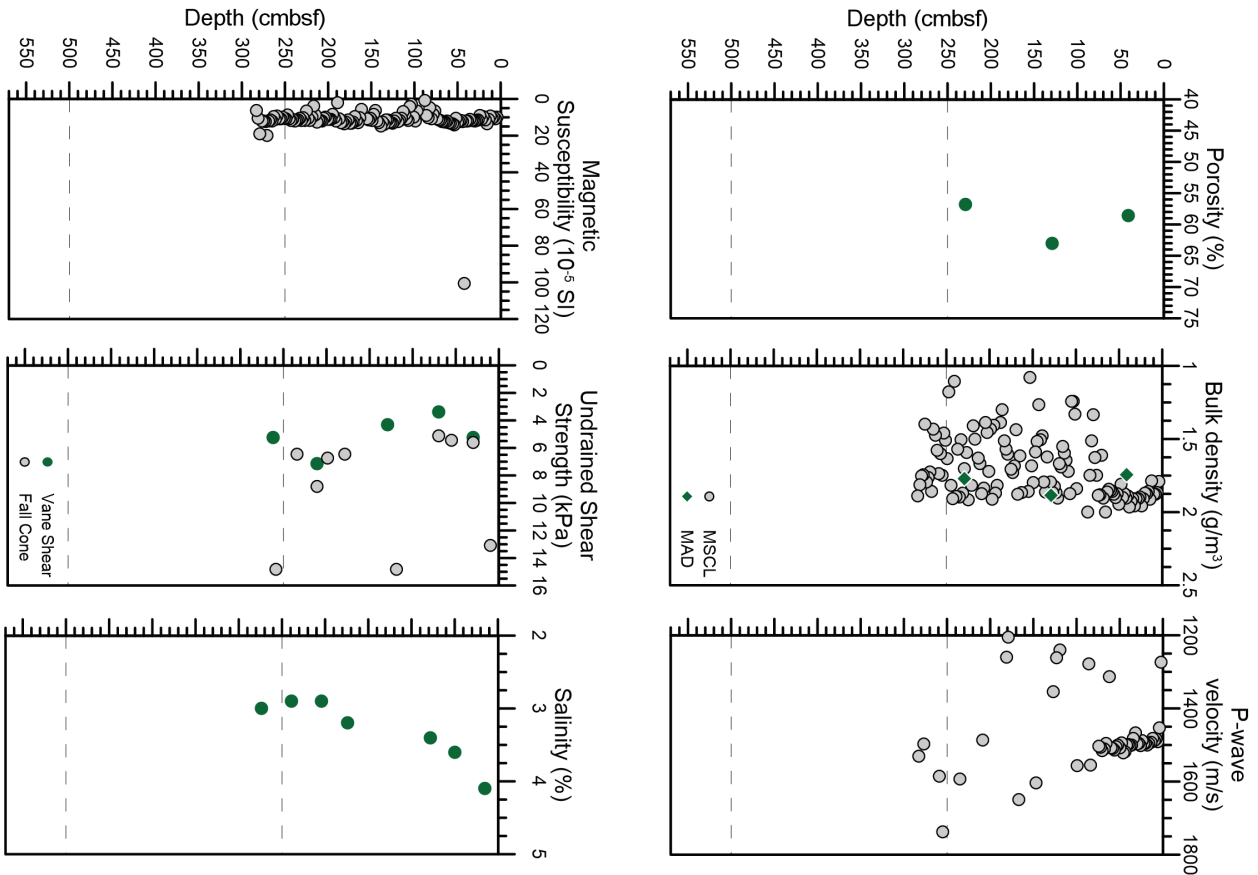 Depth (cmbsf)
550 500 450 400 350 300 250 200 150 100 50 0
0 20 40 60 80 100 120
Magnetic
Susceptibility (10⁻⁵ SI)
0 2 4 6 8 10 12 14 16
Undrained Shear
Strength (kPa)
Vane Shear
Fall Cone
2 3 4 5
Salinity (%)
Depth (cmbsf)
550 500 450 400 350 300 250 200 150 100 50 0
40 45 50 55 60 65 70 75
Porosity (%)
1 1.5 2 2.5
Bulk density (g/m³)
MSCL
MAD
1200 1400 1600 1800
P-wave
velocity (m/s)